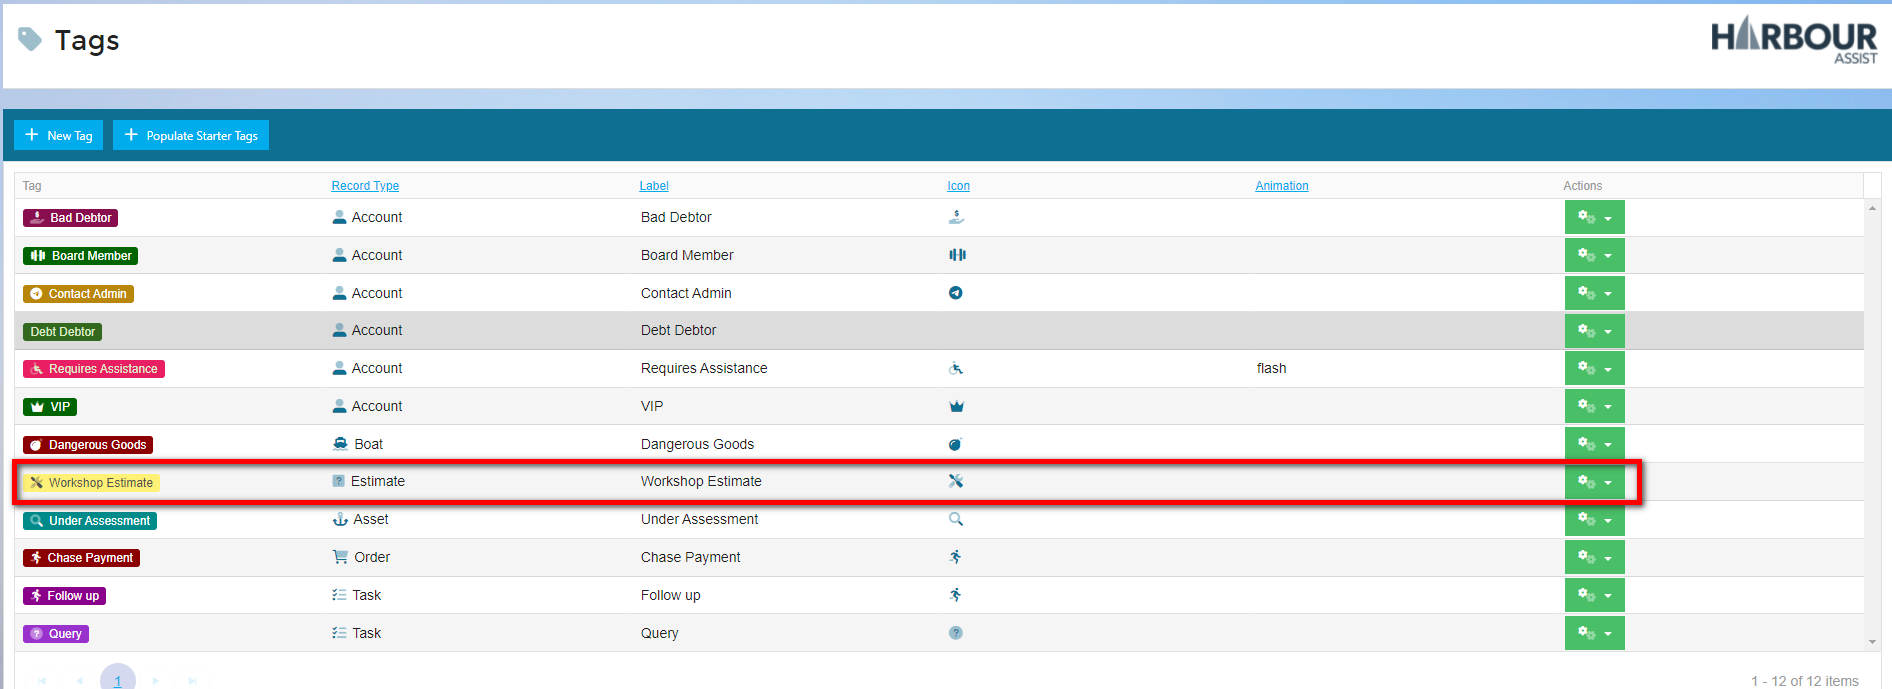 Tags
HARBOUR
ASSIST
New Tag Populate Starter Tags
Tag Record Type Label Icon Animation Actions
Bad Debtor Account Bad Debtor
Board Member Account Board Member
Contact Admin Account Contact Admin
Debt Debtor Account Debt Debtor
Requires Assistance Account Requires Assistance flash
VIP Account VIP
Dangerous Goods Boat Dangerous Goods
Workshop Estimate Estimate Workshop Estimate
Under Assessment Asset Under Assessment
Chase Payment Order Chase Payment
Follow up Task Follow up
Query Task Query
1 1 - 12 of 12 items